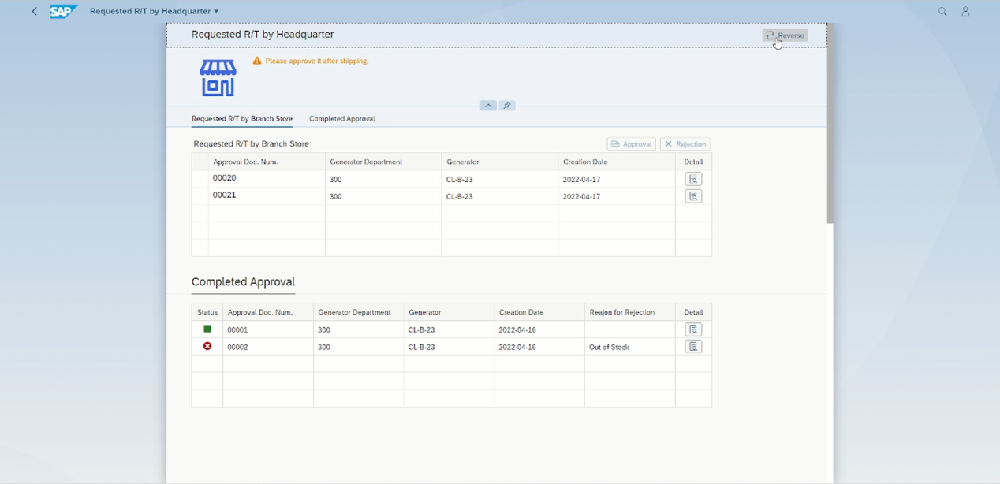 SAP Requested R/T by Headquarter
Requested R/T by Headquarter
Reverse
Please approve it after shipping.
Requested R/T by Branch Store Completed Approval
Requested R/T by Branch Store Approval Rejection
Approval Doc. Num. Generator Department Generator Creation Date Detail
00020 300 CL-B-23 2022-04-17
00021 300 CL-B-23 2022-04-17
Completed Approval
Status Approval Doc. Num. Generator Department Generator Creation Date Reajon for Rejection Detail
00001 300 CL-B-23 2022-04-16
00002 300 CL-B-23 2022-04-16 Out of Stock